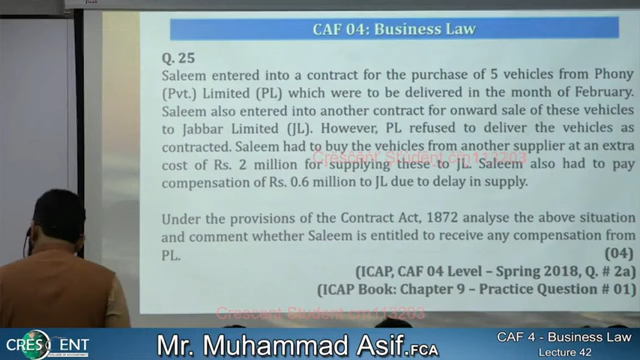 CAF 04: Business Law
Q. 25
Saleem entered into a contract for the purchase of 5 vehicles from Phony
(Pvt.) Limited (PL) which were to be delivered in the month of February.
Saleem also entered into another contract for onward sale of these vehicles
to Jabbar Limited (JL). However, PL refused to deliver the vehicles as
contracted. Saleem had to buy the vehicles from another supplier at an extra
cost of Rs. 2 million for supplying these to JL. Saleem also had to pay
compensation of Rs. 0.6 million to JL due to delay in supply.
Under the provisions of the Contract Act, 1872 analyse the above situation
and comment whether Saleem is entitled to receive any compensation from
PL. (04)
(ICAP, CAF 04 Level – Spring 2018, Q. # 2a)
(ICAP Book: Chapter 9 – Practice Question # 01)
Crescent Student
Crescent Student
CRESCENT
Mr. Muhammad Asif.FCA
CAF 4 - Business Law
Lecture 42